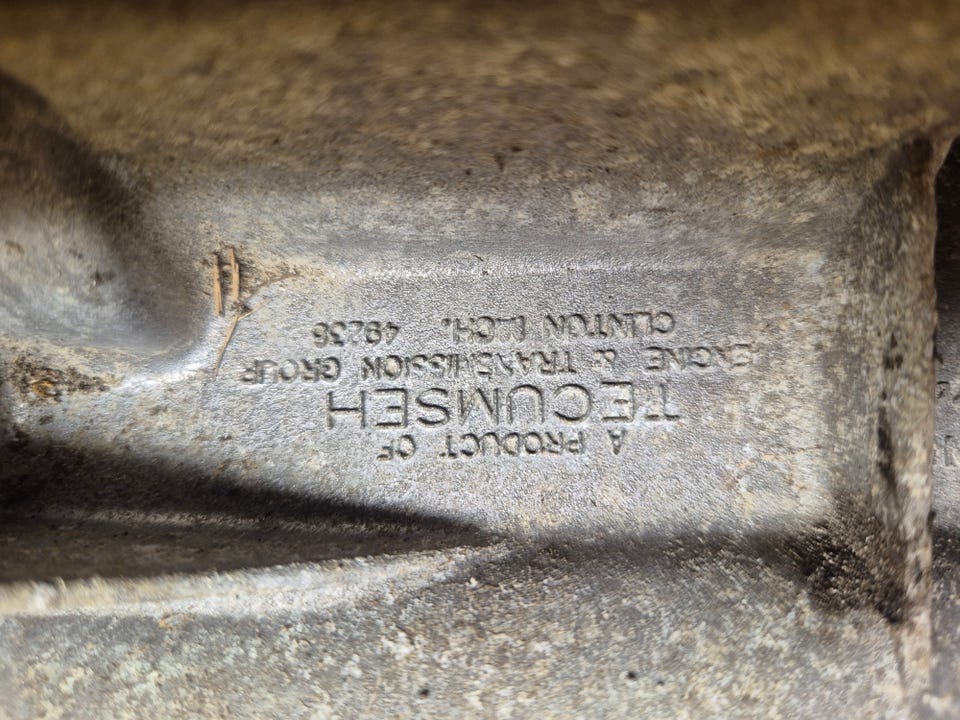 A PRODUCT OF
TECUMSEH
ENGINE & TRANSMISSION GROUP
CLINTON MICH. 49236